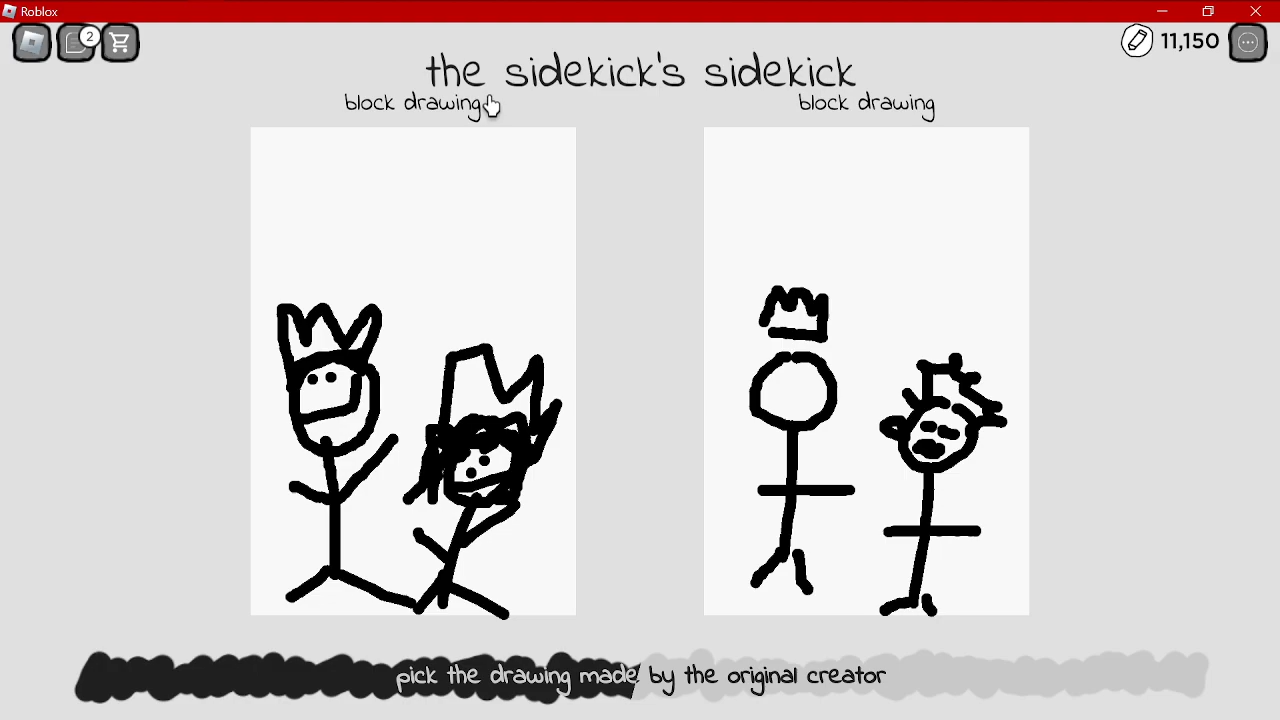 Roblox
2
11,150
the sidekick's sidekick
block drawing
block drawing
pick the drawing made by the original creator